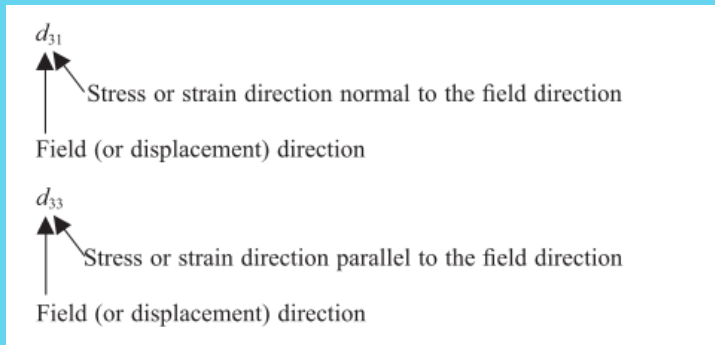 d₃₁
Stress or strain direction normal to the field direction
Field (or displacement) direction
d₃₃
Stress or strain direction parallel to the field direction
Field (or displacement) direction